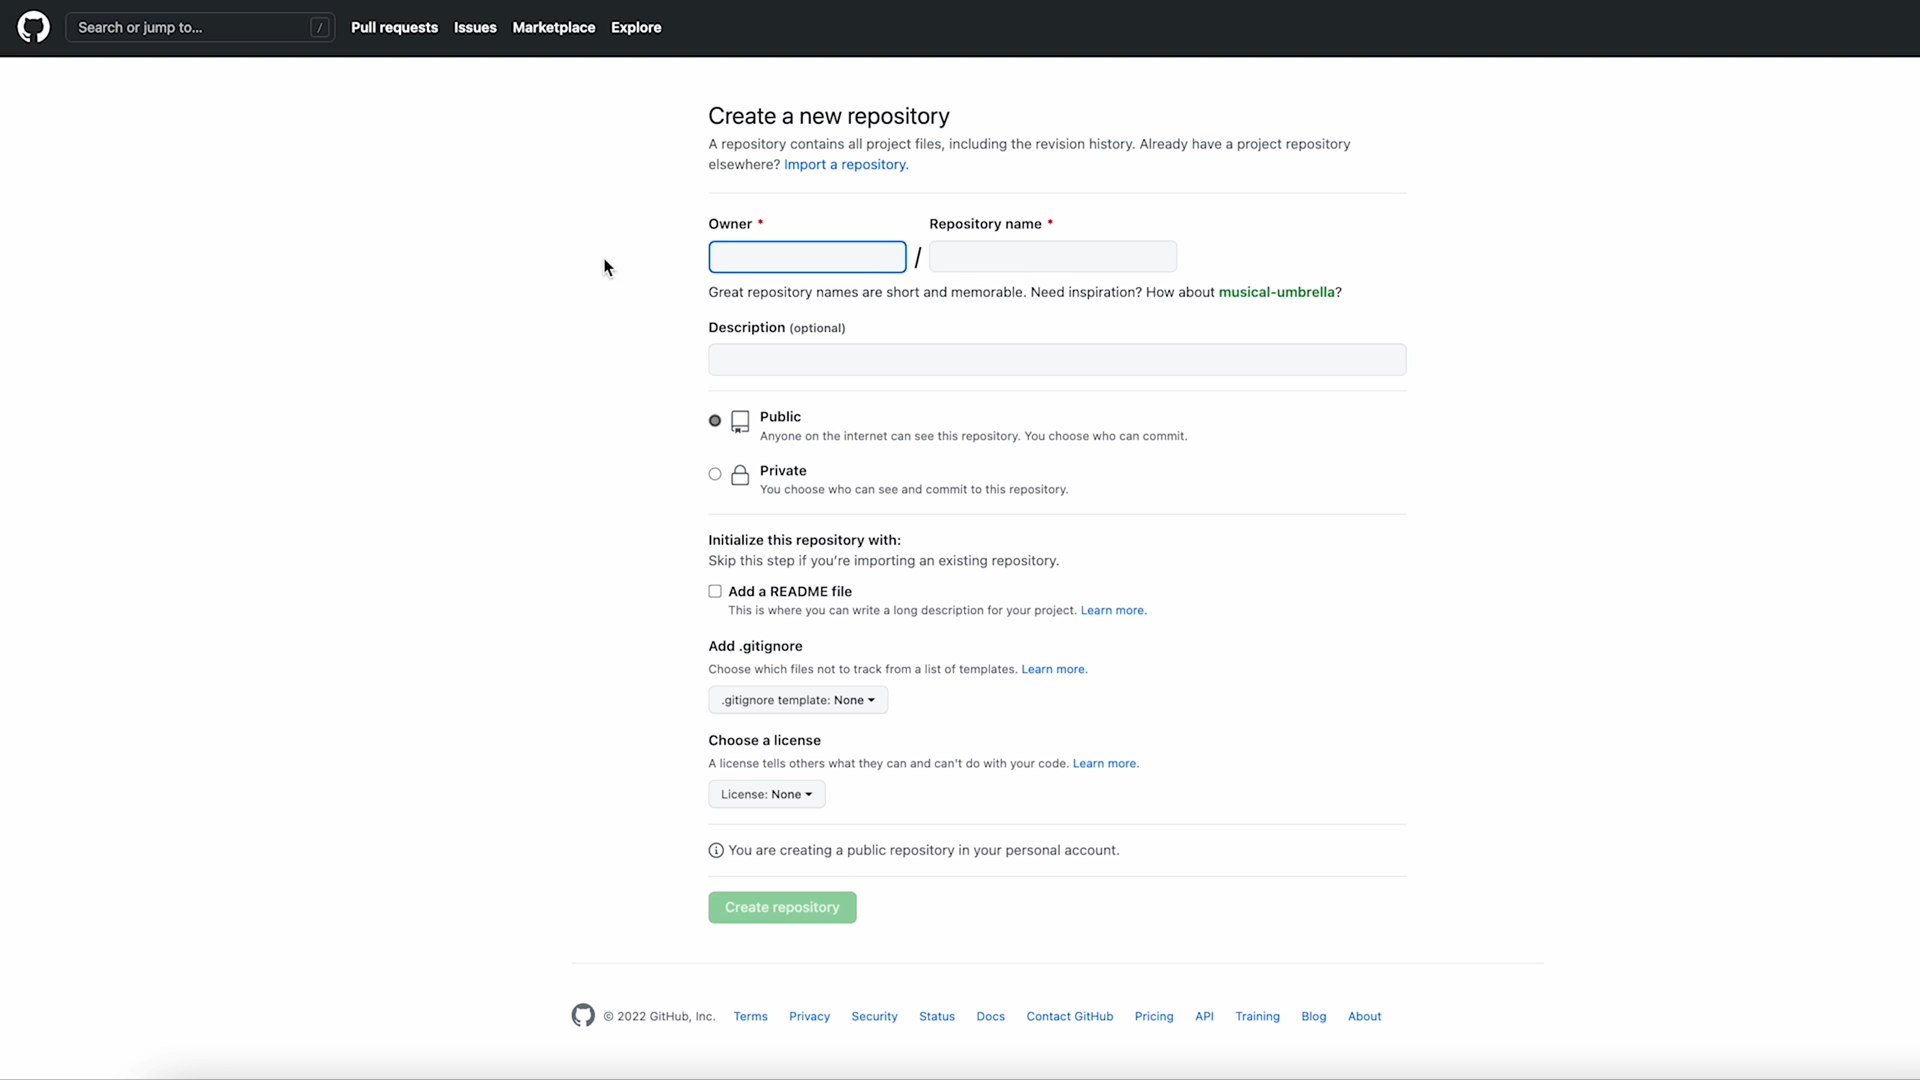 Search or jump to... /
Pull requests
Issues
Marketplace
Explore
Create a new repository
A repository contains all project files, including the revision history. Already have a project repository
elsewhere? Import a repository.
Owner *
Repository name *
/
Great repository names are short and memorable. Need inspiration? How about musical-umbrella?
Description (optional)
Public
Anyone on the internet can see this repository. You choose who can commit.
Private
You choose who can see and commit to this repository.
Initialize this repository with:
Skip this step if you're importing an existing repository.
Add a README file
This is where you can write a long description for your project. Learn more.
Add .gitignore
Choose which files not to track from a list of templates. Learn more.
.gitignore template: None
Choose a license
A license tells others what they can and can't do with your code. Learn more.
License: None
You are creating a public repository in your personal account.
Create repository
© 2022 GitHub, Inc.
Terms
Privacy
Security
Status
Docs
Contact GitHub
Pricing
API
Training
Blog
About